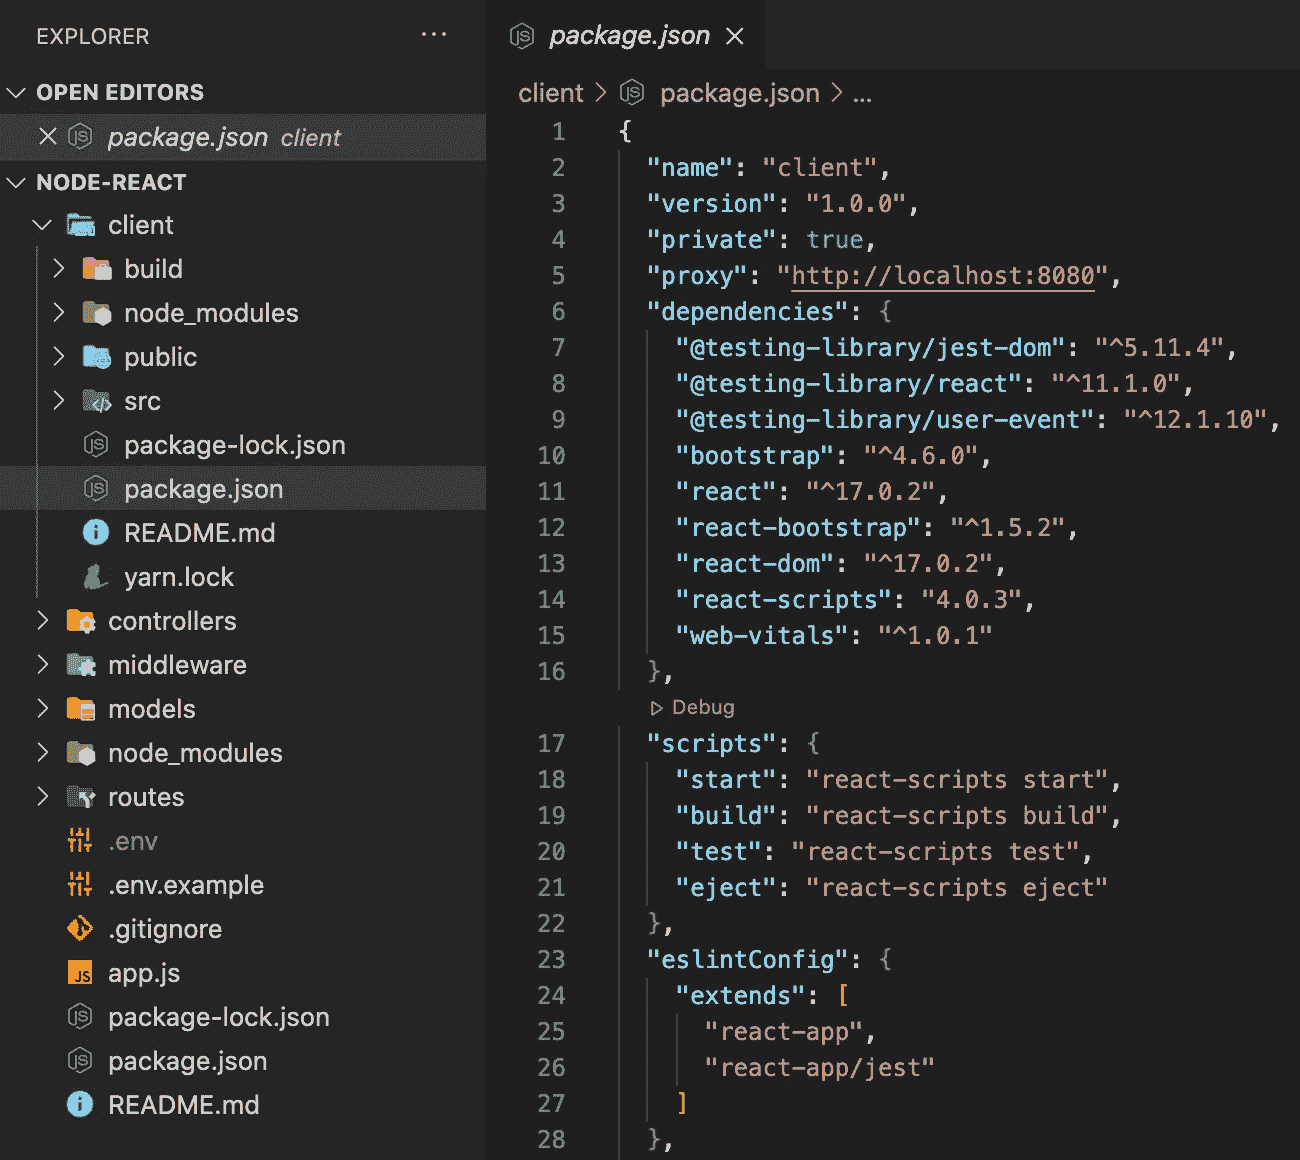 EXPLORER ...
OPEN EDITORS
package.json client
NODE-REACT
client
build
node_modules
public
src
package-lock.json
package.json
README.md
yarn.lock
controllers
middleware
models
node_modules
routes
.env
.env.example
.gitignore
JS app.js
package-lock.json
package.json
README.md
package.json
client > package.json > ...
1 {
2 "name": "client",
3 "version": "1.0.0",
4 "private": true,
5 "proxy": "http://localhost:8080",
6 "dependencies": {
7 "@testing-library/jest-dom": "^5.11.4",
8 "@testing-library/react": "^11.1.0",
9 "@testing-library/user-event": "^12.1.10",
10 "bootstrap": "^4.6.0",
11 "react": "^17.0.2",
12 "react-bootstrap": "^1.5.2",
13 "react-dom": "^17.0.2",
14 "react-scripts": "4.0.3",
15 "web-vitals": "^1.0.1"
16 },
Debug
17 "scripts": {
18 "start": "react-scripts start",
19 "build": "react-scripts build",
20 "test": "react-scripts test",
21 "eject": "react-scripts eject"
22 },
23 "eslintConfig": {
24 "extends": [
25 "react-app",
26 "react-app/jest"
27 ]
28 },